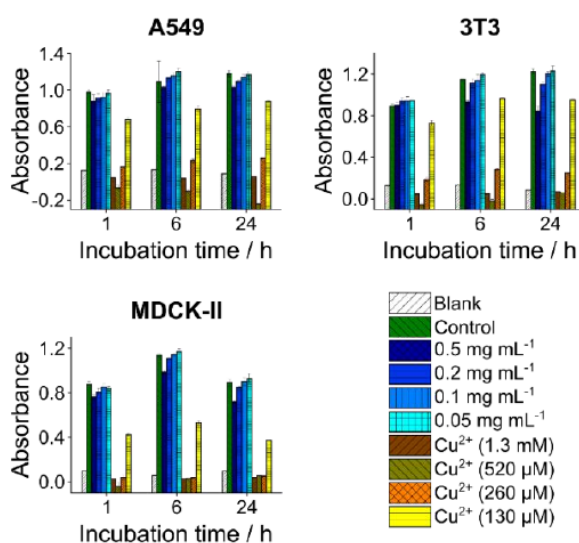 A549
Absorbance
1.4
1.0
0.6
0.2
-0.2
1 6 24
Incubation time / h
3T3
Absorbance
1.2
0.8
0.4
0.0
1 6 24
Incubation time / h
MDCK-II
Absorbance
1.2
0.8
0.4
0.0
1 6 24
Incubation time / h
Blank
Control
0.5 mg mL⁻¹
0.2 mg mL⁻¹
0.1 mg mL⁻¹
0.05 mg mL⁻¹
Cu²⁺ (1.3 mM)
Cu²⁺ (520 µM)
Cu²⁺ (260 µM)
Cu²⁺ (130 µM)